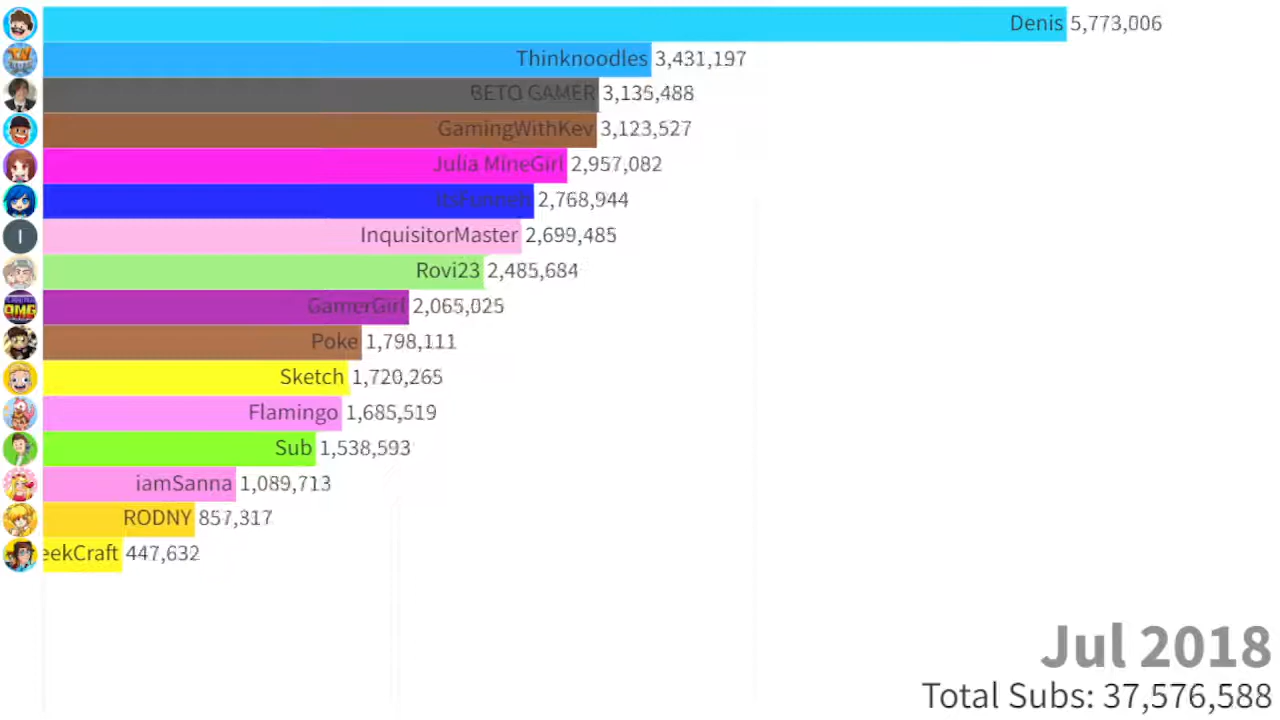 Denis 5,773,006
Thinknoodles 3,431,197
BETO GAMER 3,135,488
GamingWithKev 3,123,527
Julia MineGirl 2,957,082
ItsFunneh 2,768,944
I InquisitorMaster 2,699,485
Rovi23 2,485,684
OMG GamerGirl 2,065,025
Poke 1,798,111
Sketch 1,720,265
Flamingo 1,685,519
Sub 1,538,593
iamSanna 1,089,713
RODNY 857,317
eekCraft 447,632
Jul 2018
Total Subs: 37,576,588